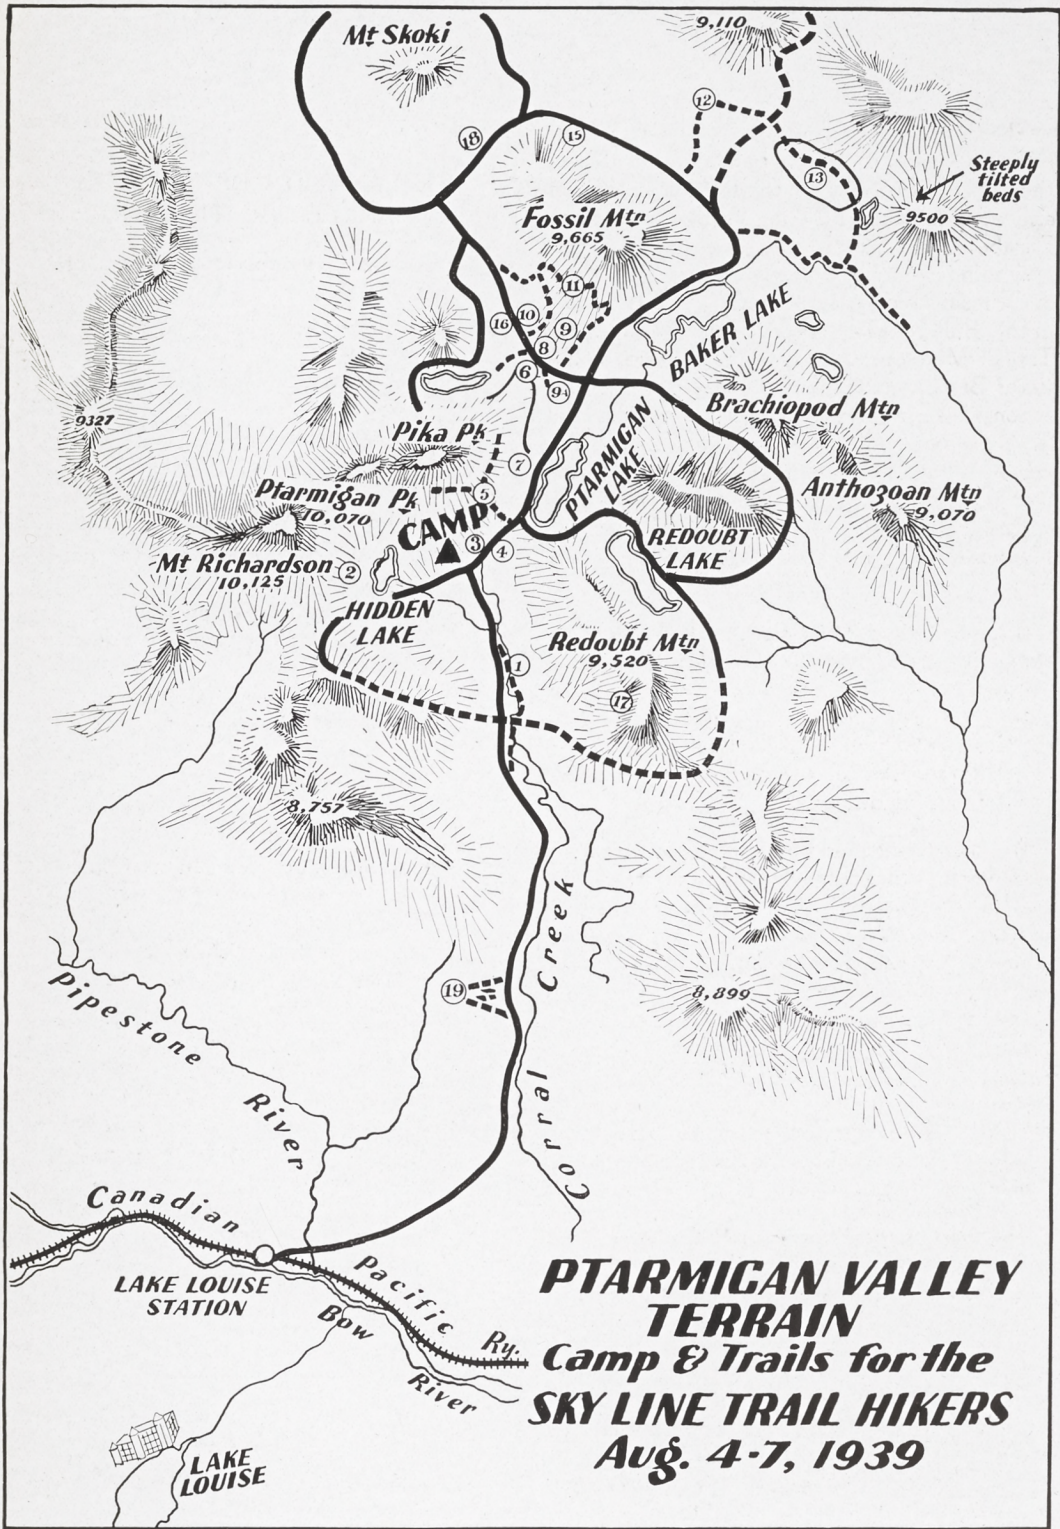 Mt Skoki
9,110
12
18
15
13
Steeply
tilted
beds
9500
Fossil Mtn
9,665
11
16
10
9
8
BAKER LAKE
6
9A
Brachiopod Mtn
9327
Pika Pk
PTARMIGAN
LAKE
7
Ptarmigan Pk
10,070
5
Anthozoan Mtn
9,070
CAMP
3
4
REDOUBT
LAKE
Mt Richardson
10,125
2
HIDDEN
LAKE
Redoubt Mtn
9,520
1
17
8,757
Corral Creek
19
8,899
Pipestone
River
Canadian
Pacific
Ry.
LAKE LOUISE
STATION
Bow
River
LAKE
LOUISE
PTARMIGAN VALLEY
TERRAIN
Camp & Trails for the
SKY LINE TRAIL HIKERS
Aug. 4-7, 1939